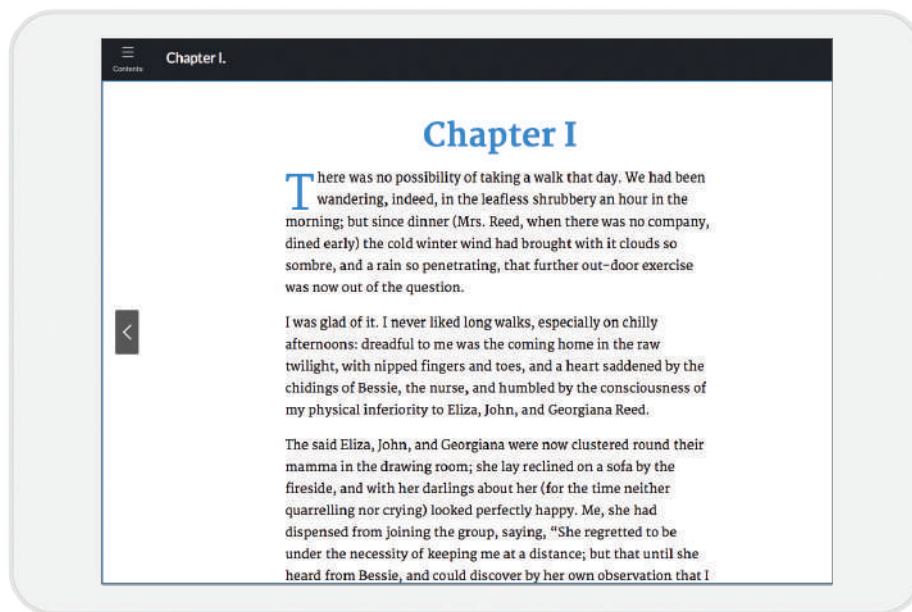 Contents
Chapter I.
Chapter I
There was no possibility of taking a walk that day. We had been
wandering, indeed, in the leafless shrubbery an hour in the
morning; but since dinner (Mrs. Reed, when there was no company,
dined early) the cold winter wind had brought with it clouds so
sombre, and a rain so penetrating, that further out-door exercise
was now out of the question.
I was glad of it. I never liked long walks, especially on chilly
afternoons: dreadful to me was the coming home in the raw
twilight, with nipped fingers and toes, and a heart saddened by the
chidings of Bessie, the nurse, and humbled by the consciousness of
my physical inferiority to Eliza, John, and Georgiana Reed.
The said Eliza, John, and Georgiana were now clustered round their
mamma in the drawing room; she lay reclined on a sofa by the
fireside, and with her darlings about her (for the time neither
quarrelling nor crying) looked perfectly happy. Me, she had
dispensed from joining the group, saying, “She regretted to be
under the necessity of keeping me at a distance; but that until she
heard from Bessie, and could discover by her own observation that I